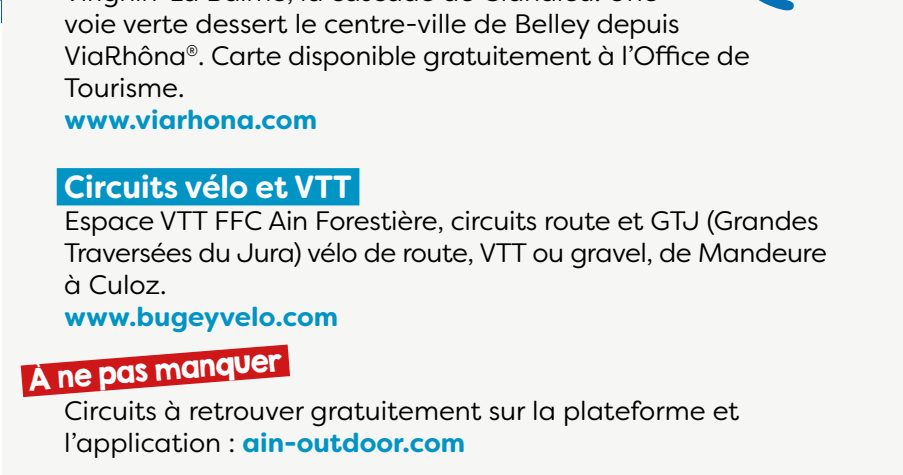 voie verte dessert le centre-ville de Belley depuis
ViaRhôna®. Carte disponible gratuitement à l'Office de
Tourisme.
www.viarhona.com
Circuits vélo et VTT
Espace VTT FFC Ain Forestière, circuits route et GTJ (Grandes
Traversées du Jura) vélo de route, VTT ou gravel, de Mandeure
à Culoz.
www.bugeyvelo.com
À ne pas manquer
Circuits à retrouver gratuitement sur la plateforme et
l'application : ain-outdoor.com